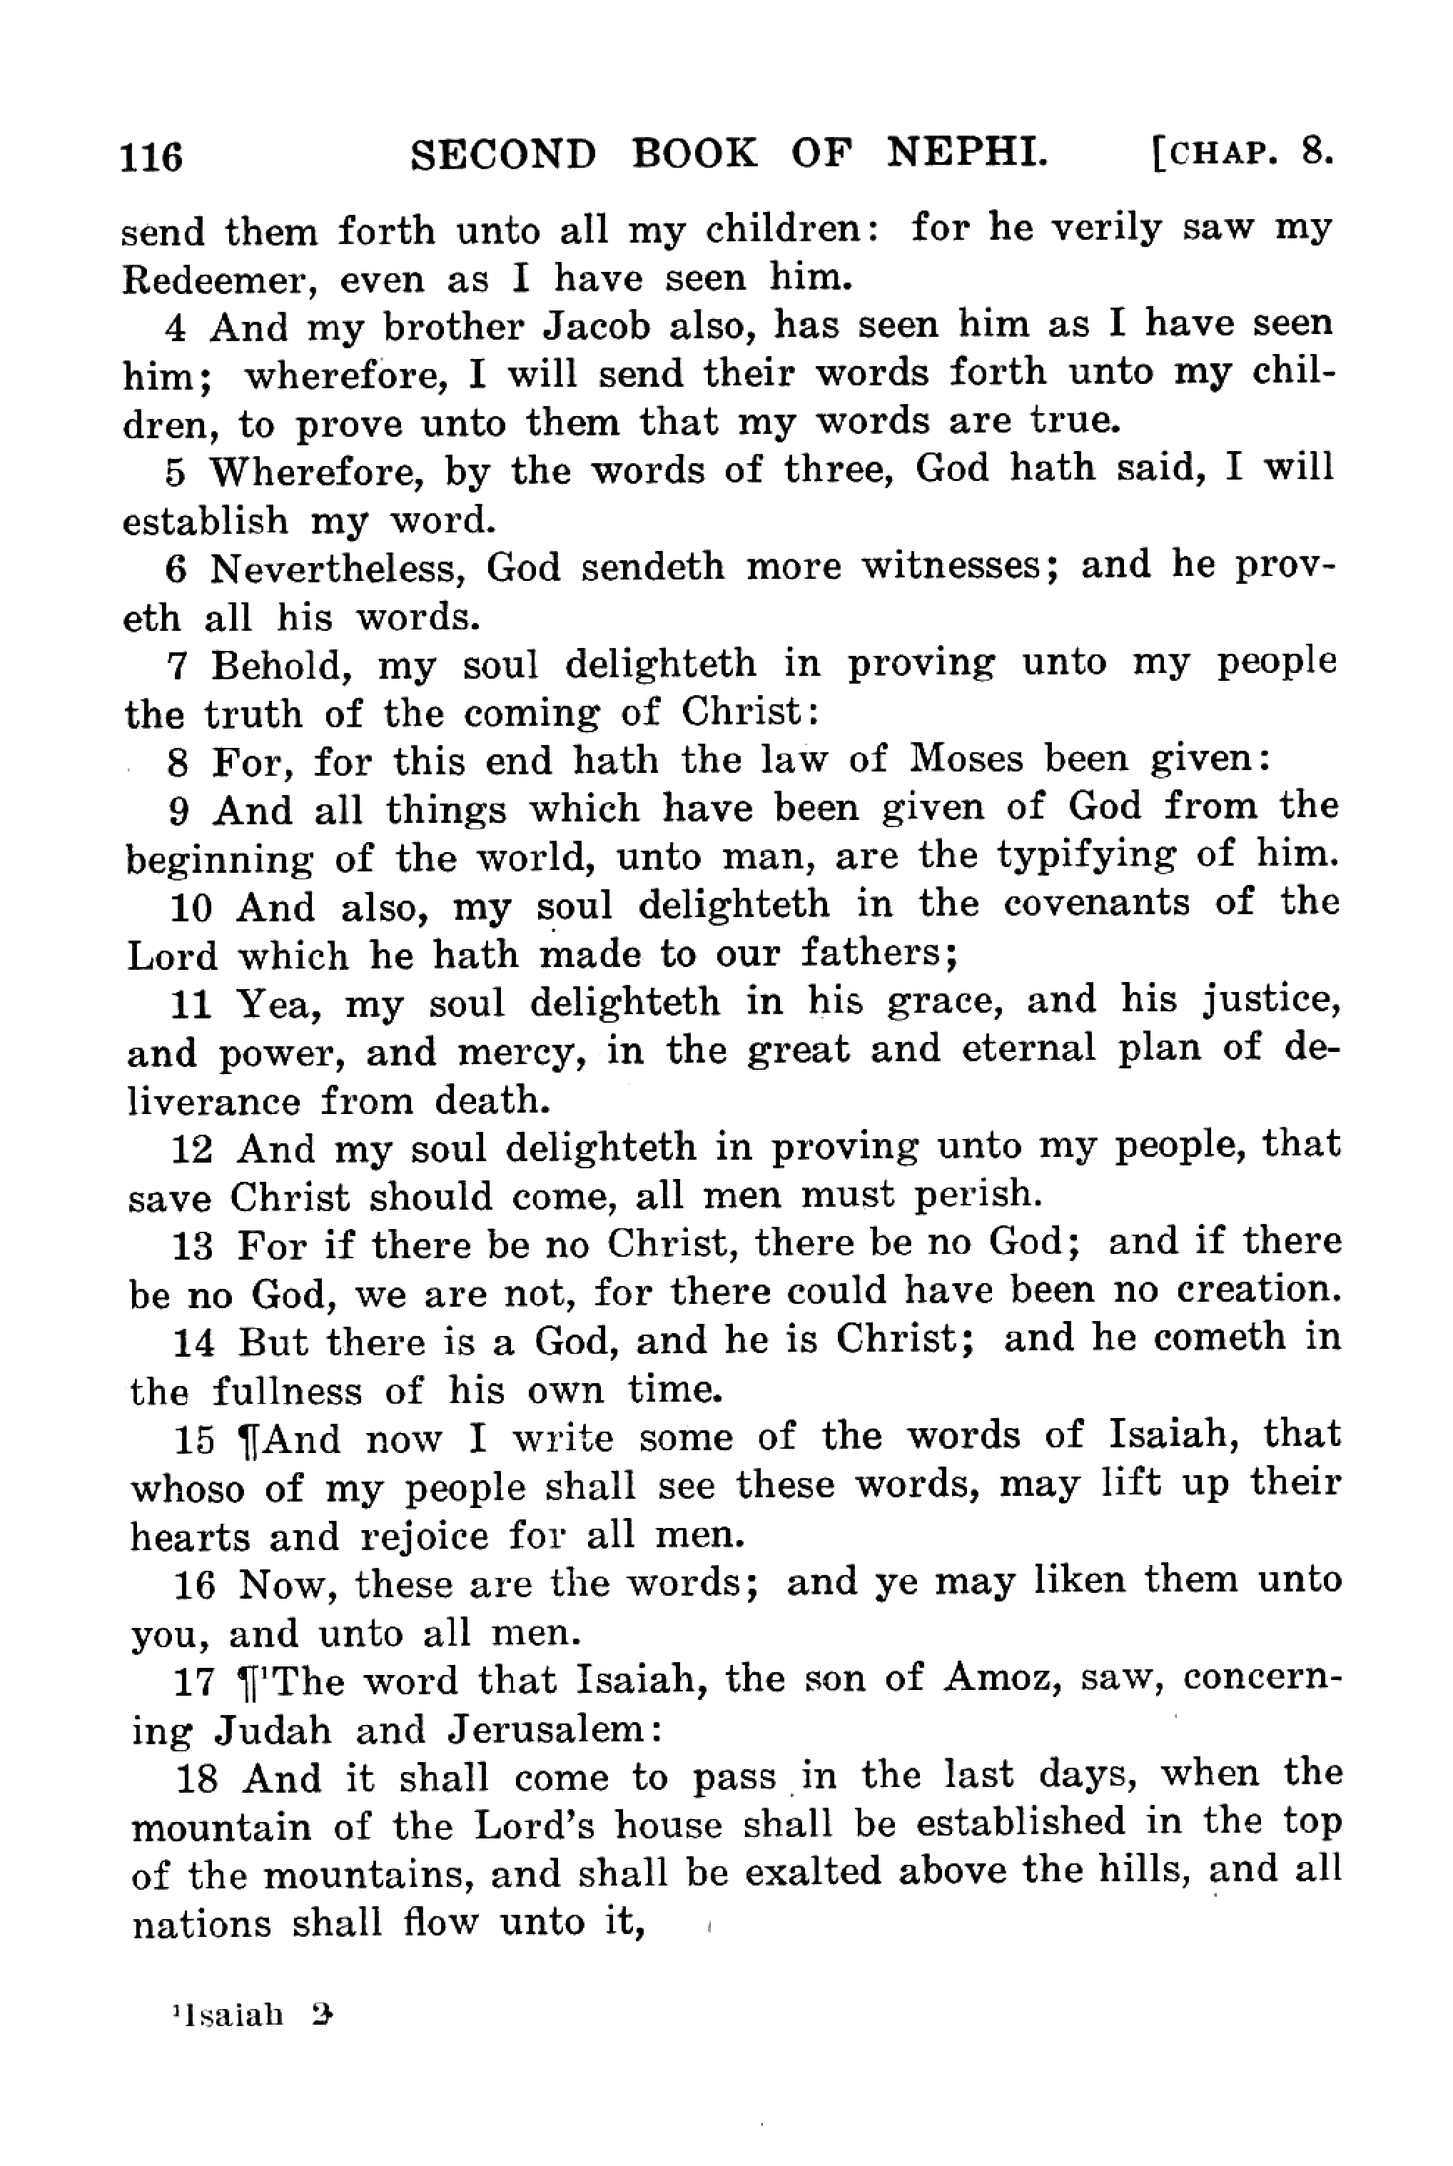 116 SECOND BOOK OF NEPHI. [CHAP. 8.
send them forth unto all my children: for he verily saw my
Redeemer, even as I have seen him.
4 And my brother Jacob also, has seen him as I have seen
him; wherefore, I will send their words forth unto my chil-
dren, to prove unto them that my words are true.
5 Wherefore, by the words of three, God hath said, I will
establish my word.
6 Nevertheless, God sendeth more witnesses; and he prov-
eth all his words.
7 Behold, my soul delighteth in proving unto my people
the truth of the coming of Christ:
8 For, for this end hath the law of Moses been given:
9 And all things which have been given of God from the
beginning of the world, unto man, are the typifying of him.
10 And also, my soul delighteth in the covenants of the
Lord which he hath made to our fathers;
11 Yea, my soul delighteth in his grace, and his justice,
and power, and mercy, in the great and eternal plan of de-
liverance from death.
12 And my soul delighteth in proving unto my people, that
save Christ should come, all men must perish.
13 For if there be no Christ, there be no God; and if there
be no God, we are not, for there could have been no creation.
14 But there is a God, and he is Christ; and he cometh in
the fullness of his own time.
15 ¶And now I write some of the words of Isaiah, that
whoso of my people shall see these words, may lift up their
hearts and rejoice for all men.
16 Now, these are the words; and ye may liken them unto
you, and unto all men.
17 ¶¹The word that Isaiah, the son of Amoz, saw, concern-
ing Judah and Jerusalem:
18 And it shall come to pass in the last days, when the
mountain of the Lord's house shall be established in the top
of the mountains, and shall be exalted above the hills, and all
nations shall flow unto it,
¹Isaiah 2